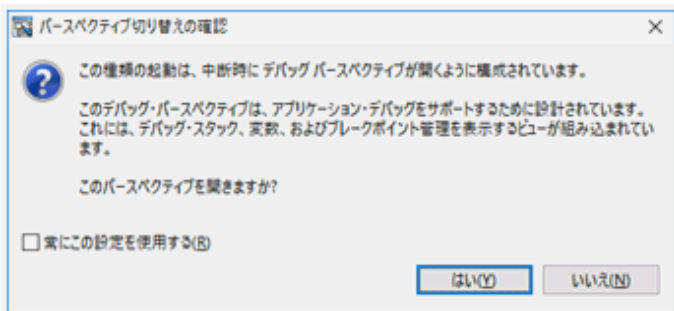 パースペクティブ切り替えの確認
この種類の起動は、中断時に デバッグ パースペクティブが開くように構成されています。
このデバッグ・パースペクティブは、アプリケーション・デバッグをサポートするために設計されています。
これには、デバッグ・スタック、変数、およびブレークポイント管理を表示するビューが組み込まれてい
ます。
このパースペクティブを開きますか?
常にこの設定を使用する(R)
はい(Y)
いいえ(N)